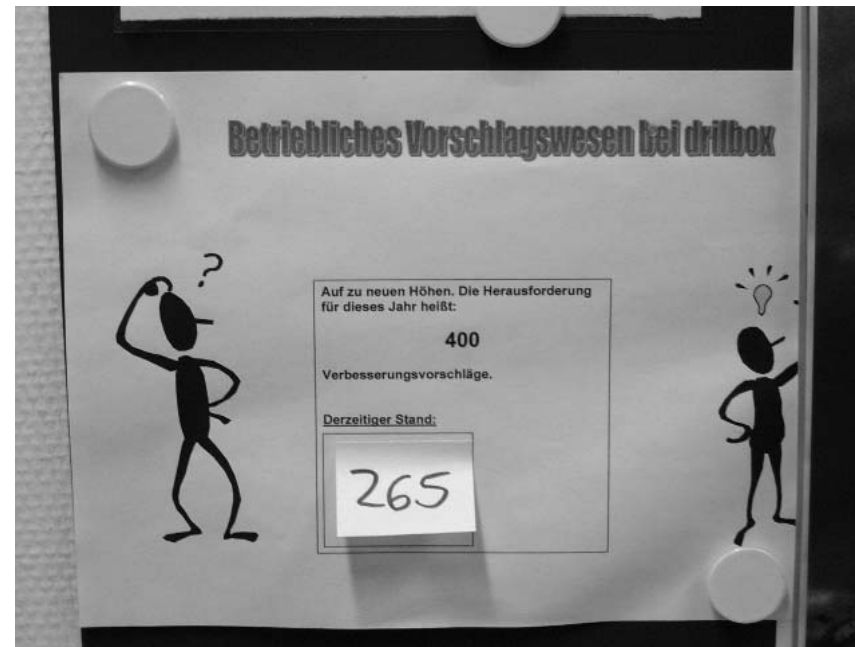 Betriebliches Vorschlagswesen bei drilbox
?
Auf zu neuen Höhen. Die Herausforderung
für dieses Jahr heißt:
400
Verbesserungsvorschläge.
Derzeitiger Stand:
265